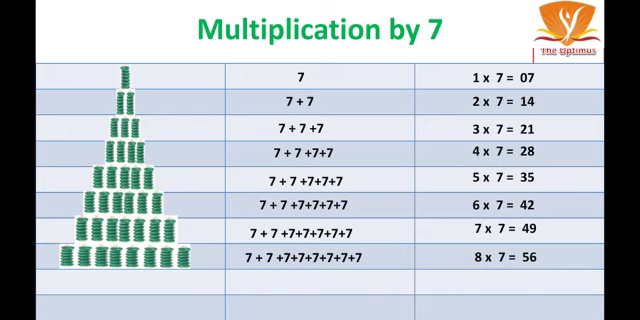 Multiplication by 7
The Optimus
7 1 x 7 = 07
7 + 7 2 x 7 = 14
7 + 7 +7 3 x 7 = 21
7 + 7 +7+7 4 x 7 = 28
7 + 7 +7+7+7 5 x 7 = 35
7 + 7 +7+7+7+7 6 x 7 = 42
7 + 7 +7+7+7+7+7 7 x 7 = 49
7 + 7 +7+7+7+7+7+7 8 x 7 = 56